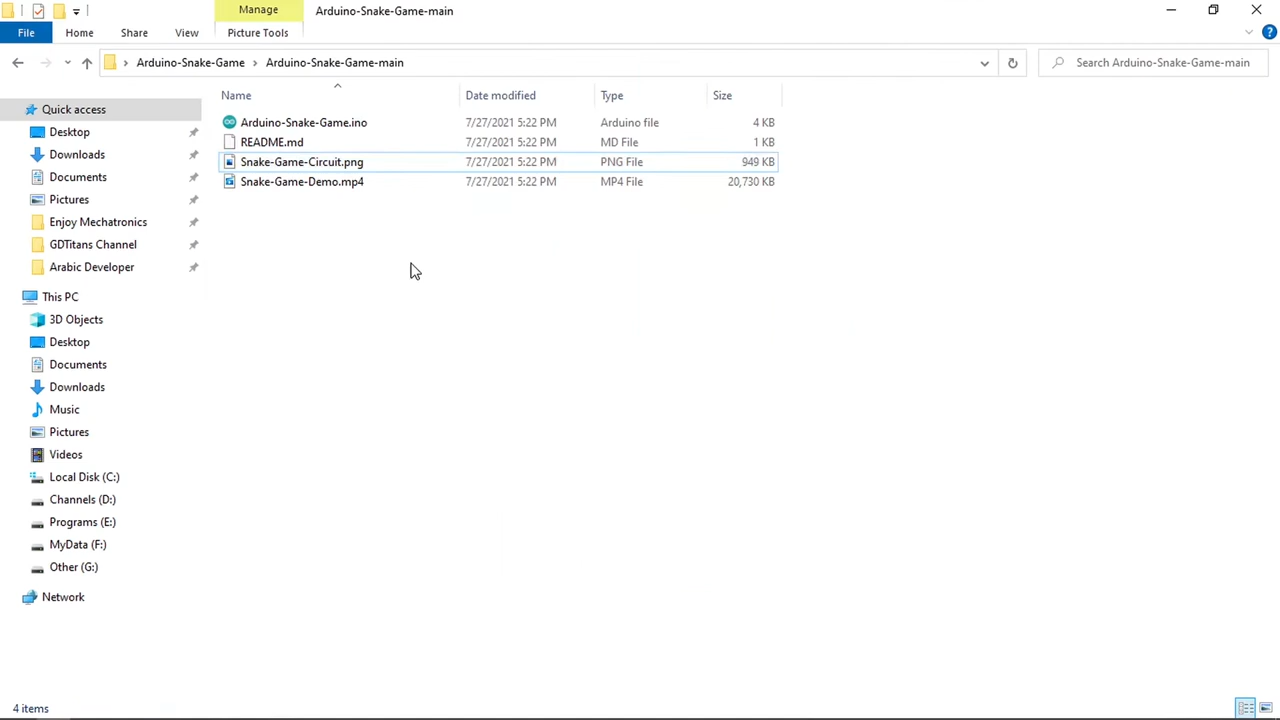 Manage
Arduino-Snake-Game-main
File
Home
Share
View
Picture Tools
Arduino-Snake-Game
Arduino-Snake-Game-main
Search Arduino-Snake-Game-main
Name
Date modified
Type
Size
Arduino-Snake-Game.ino 7/27/2021 5:22 PM Arduino file 4 KB
README.md 7/27/2021 5:22 PM MD File 1 KB
Snake-Game-Circuit.png 7/27/2021 5:22 PM PNG File 949 KB
Snake-Game-Demo.mp4 7/27/2021 5:22 PM MP4 File 20,730 KB
Quick access
Desktop
Downloads
Documents
Pictures
Enjoy Mechatronics
GDTitans Channel
Arabic Developer
This PC
3D Objects
Desktop
Documents
Downloads
Music
Pictures
Videos
Local Disk (C:)
Channels (D:)
Programs (E:)
MyData (F:)
Other (G:)
Network
4 items